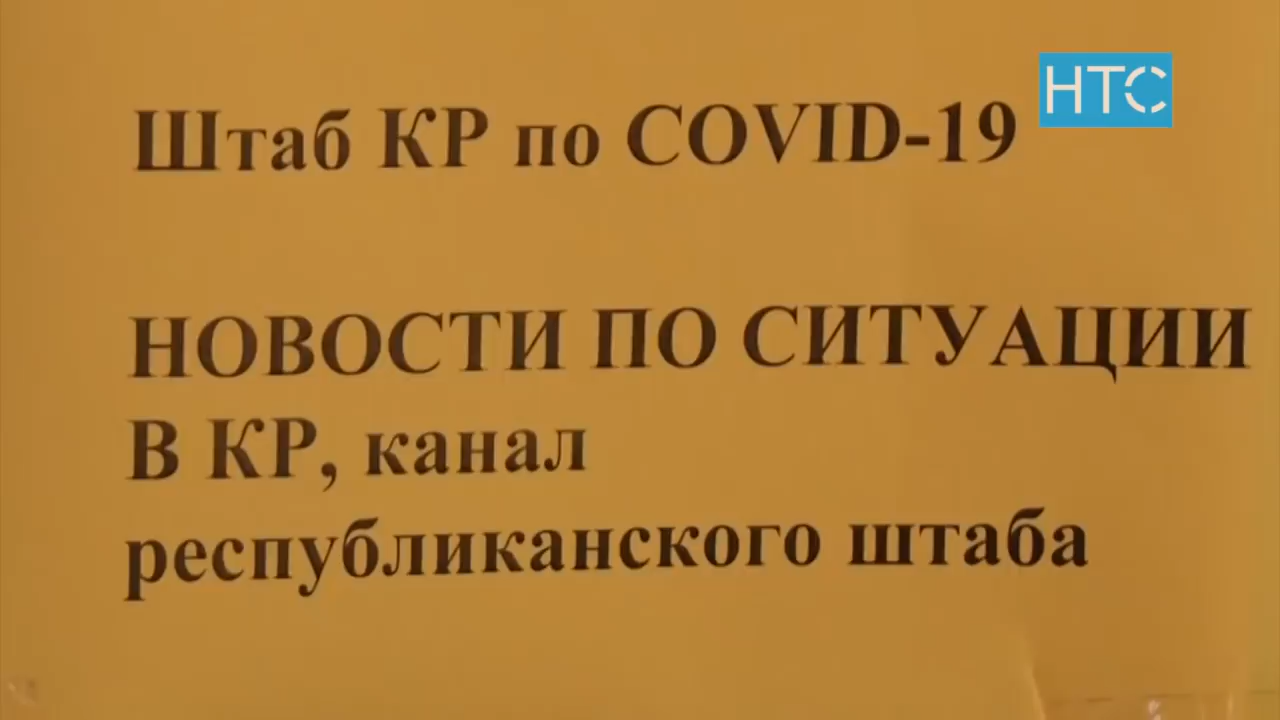 НТС
Штаб КР по COVID-19
НОВОСТИ ПО СИТУАЦИИ
В КР, канал
республиканского штаба